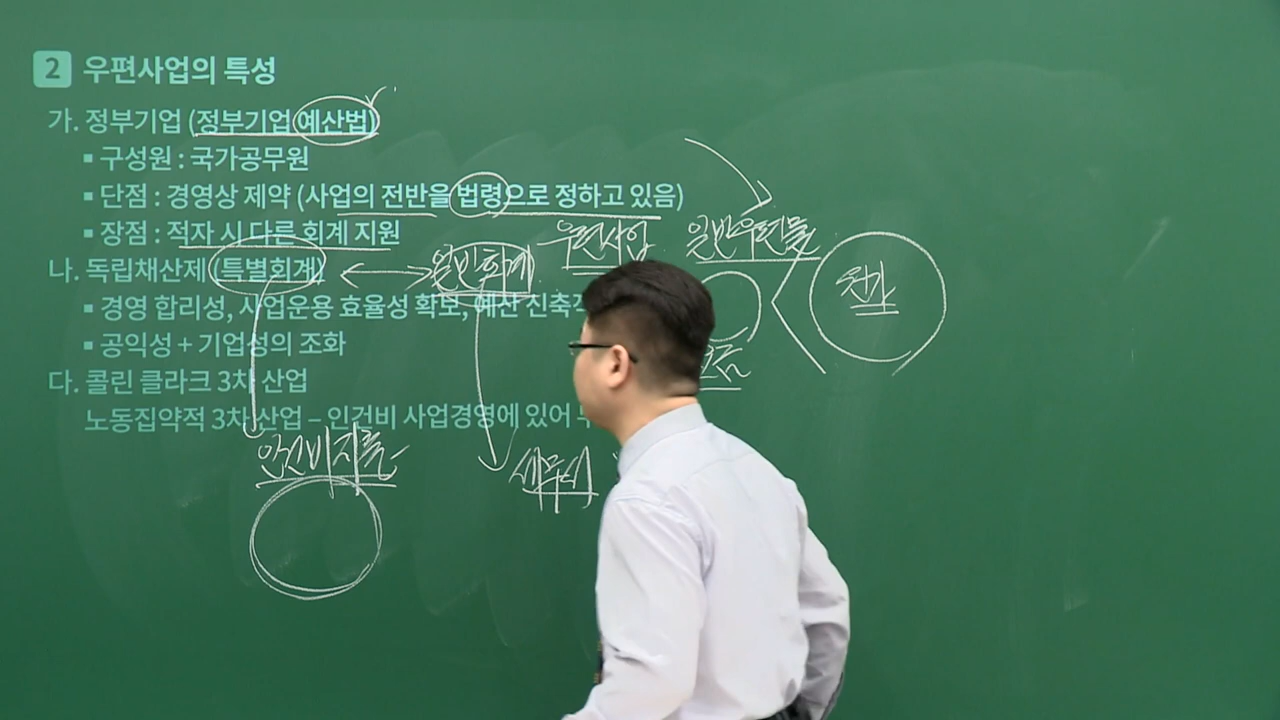 2 우편사업의 특성
가. 정부기업 (정부기업예산법)
▪ 구성원 : 국가공무원
▪ 단점 : 경영상 제약 (사업의 전반을 법령으로 정하고 있음)
▪ 장점 : 적자 시 다른 회계 지원
우편사업 일반우편물
나. 독립채산제 (특별회계) 일반회계
원가
▪ 경영 합리성, 사업운용 효율성 확보, 예산 신축
▪ 공익성 + 기업성의 조화
다. 콜린 클라크 3차 산업
노동집약적 3차 산업 – 인건비 사업경영에 있어